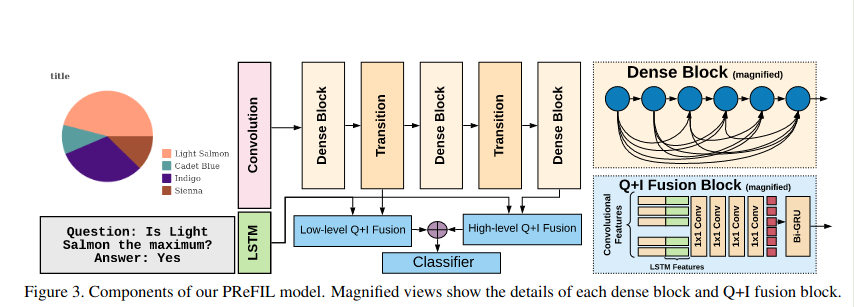 title
Light Salmon
Cadet Blue
Indigo
Sienna
Question: Is Light
Salmon the maximum?
Answer: Yes
Convolution
LSTM
Dense Block
Transition
Dense Block
Transition
Dense Block
Low-level Q+I Fusion
High-level Q+I Fusion
Classifier
Dense Block (magnified)
Q+I Fusion Block (magnified)
Convolutional
Features
1x1 Conv
1x1 Conv
1x1 Conv
1x1 Conv
Bi-GRU
LSTM Features
Figure 3. Components of our PReFIL model. Magnified views show the details of each dense block and Q+I fusion block.